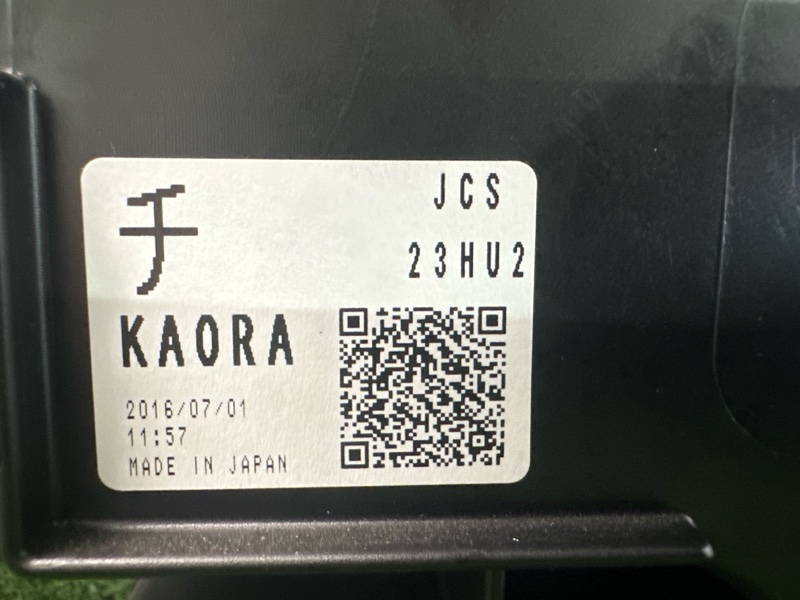 チ
JCS
23HU2
KAORA
2016/07/01
11:57
MADE IN JAPAN